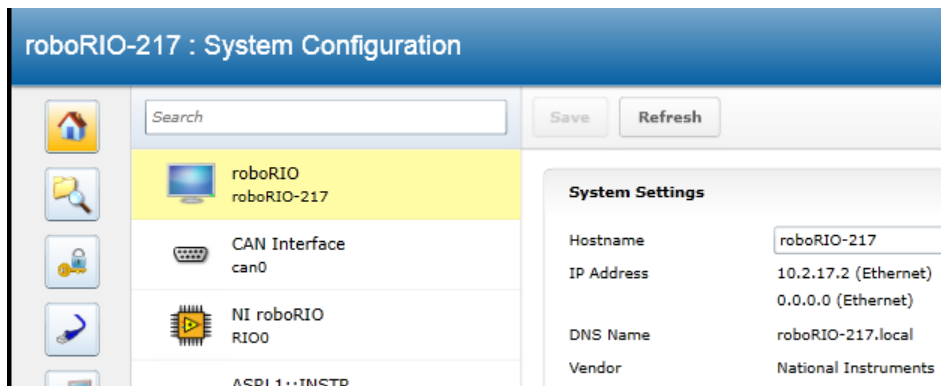 roboRIO-217 : System Configuration
Search
roboRIO
roboRIO-217
CAN Interface
can0
NI roboRIO
RIO0
ASRL1::INSTR
Save
Refresh
System Settings
Hostname
roboRIO-217
IP Address
10.2.17.2 (Ethernet)
0.0.0.0 (Ethernet)
DNS Name
roboRIO-217.local
Vendor
National Instruments